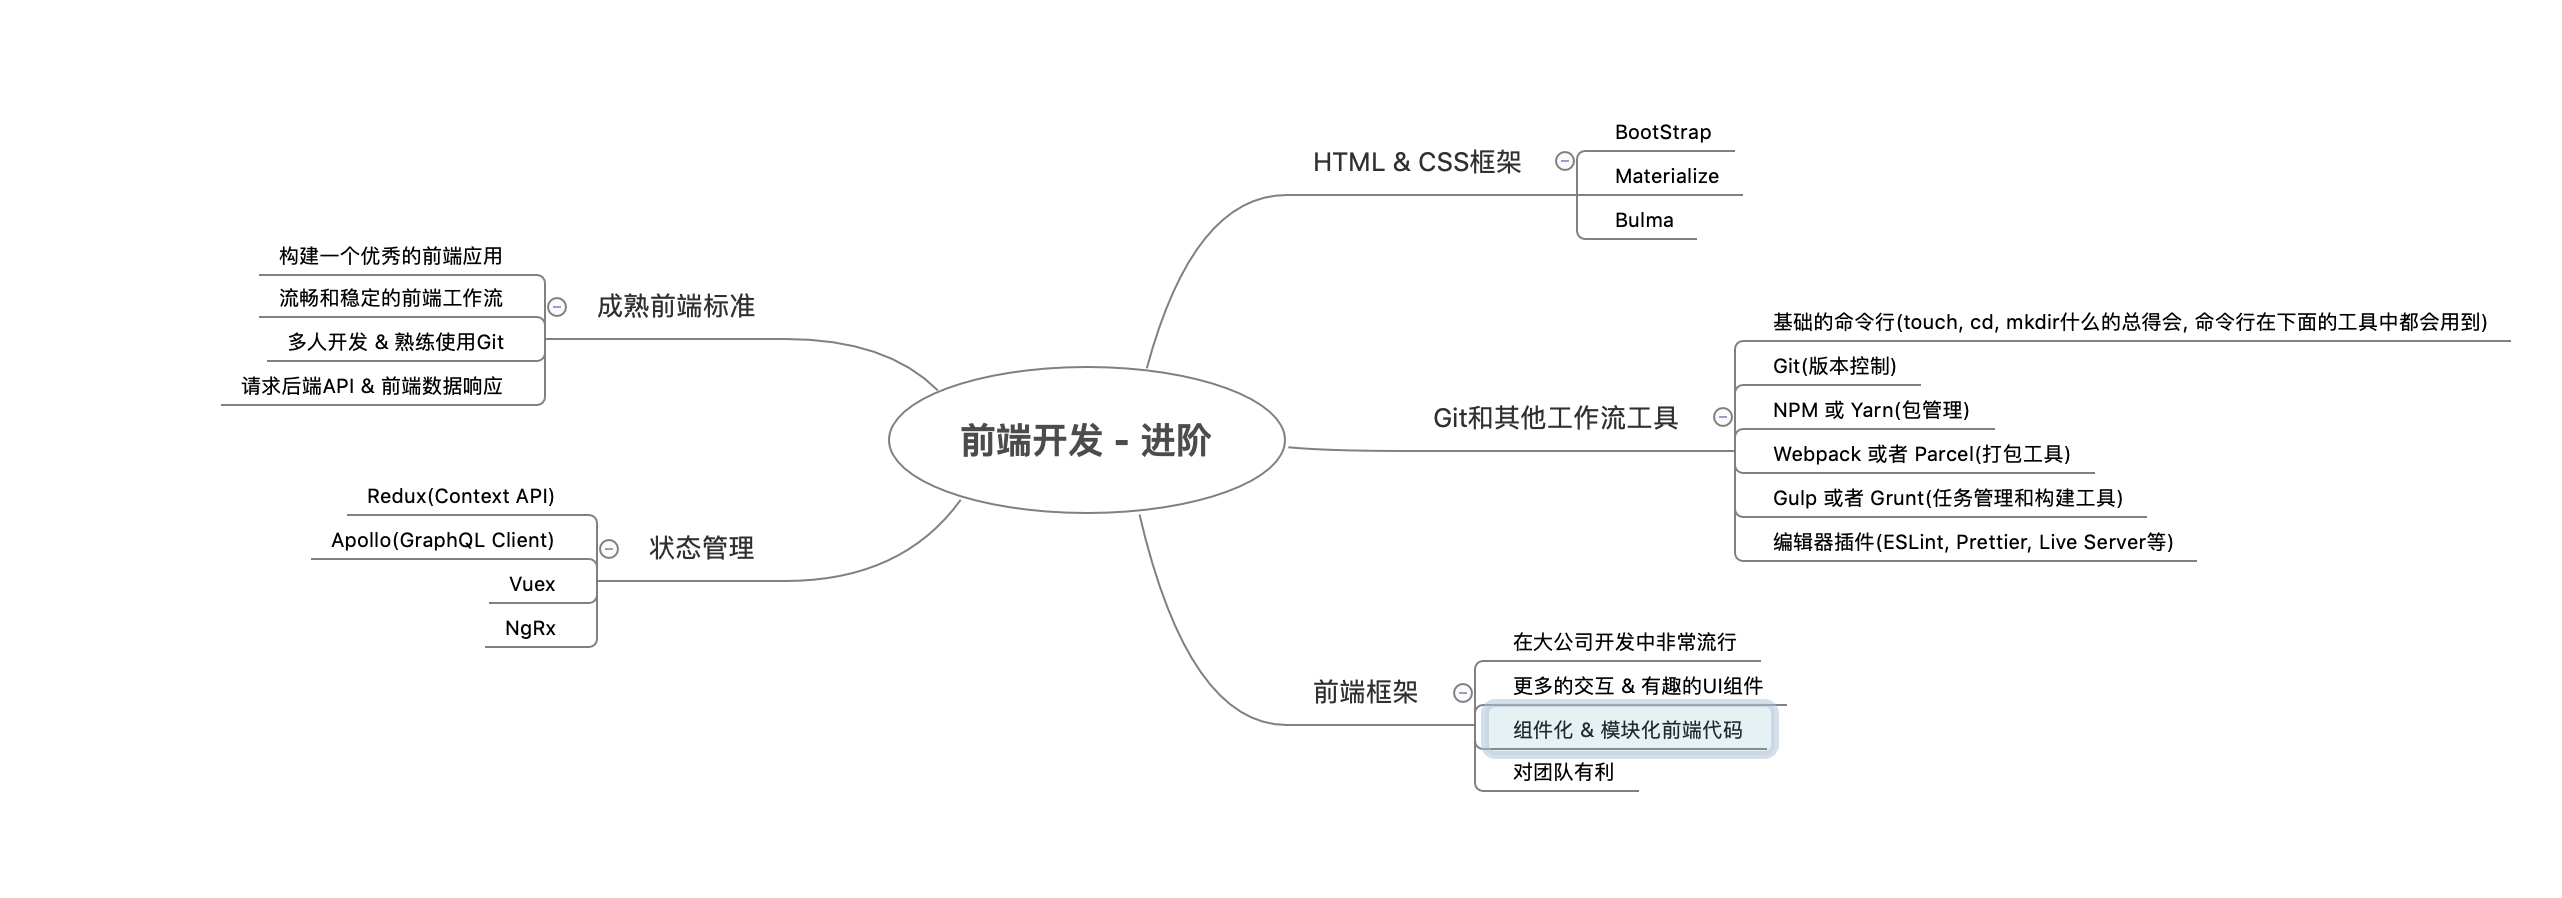 前端开发 - 进阶
HTML & CSS框架
BootStrap
Materialize
Bulma
Git和其他工作流工具
基础的命令行(touch, cd, mkdir什么的总得会, 命令行在下面的工具中都会用到)
Git(版本控制)
NPM 或 Yarn(包管理)
Webpack 或者 Parcel(打包工具)
Gulp 或者 Grunt(任务管理和构建工具)
编辑器插件(ESLint, Prettier, Live Server等)
前端框架
在大公司开发中非常流行
更多的交互 & 有趣的UI组件
组件化 & 模块化前端代码
对团队有利
成熟前端标准
构建一个优秀的前端应用
流畅和稳定的前端工作流
多人开发 & 熟练使用Git
请求后端API & 前端数据响应
状态管理
Redux(Context API)
Apollo(GraphQL Client)
Vuex
NgRx